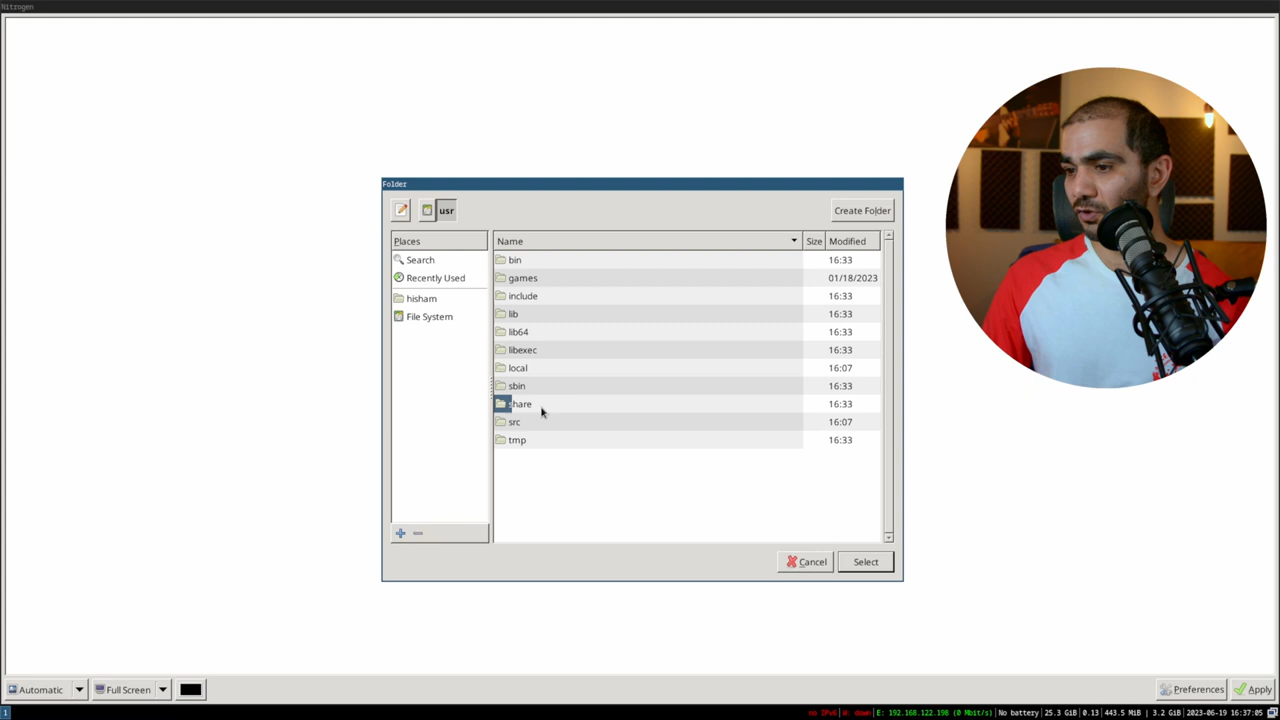 Nitrogen
Folder
usr
Create Folder
Places
Name
Size
Modified
Search
Recently Used
hisham
File System
bin 16:33
games 01/18/2023
include 16:33
lib 16:33
lib64 16:33
libexec 16:33
local 16:07
sbin 16:33
share 16:33
src 16:07
tmp 16:33
Cancel
Select
Automatic
Full Screen
Preferences
Apply
1
no IPv6 | W: down | E: 192.168.122.198 (0 Mbit/s) | No battery | 25.3 GiB | 0.13 | 443.5 MiB | 3.2 GiB | 2023-06-19 16:37:05